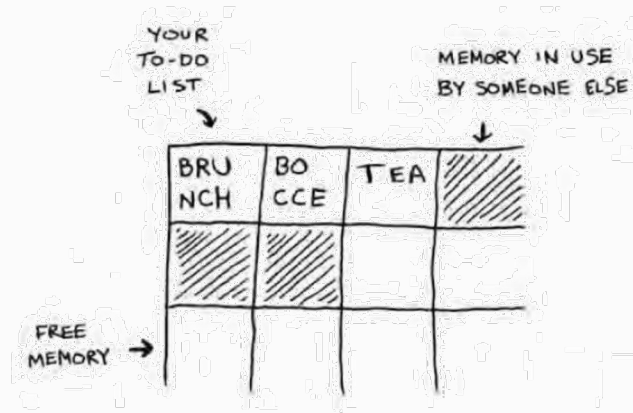 YOUR
TO-DO
LIST
MEMORY IN USE
BY SOMEONE ELSE
BRU
NCH
BO
CCE
TEA
FREE
MEMORY